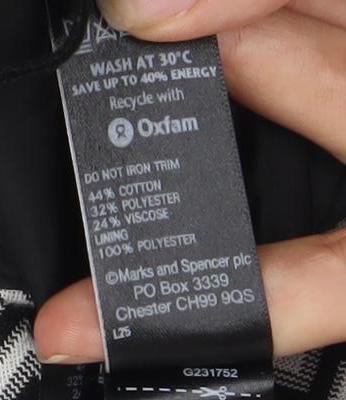 WASH AT 30°C
SAVE UP TO 40% ENERGY
Recycle with
Oxfam
DO NOT IRON TRIM
44% COTTON
32% POLYESTER
24% VISCOSE
LINING
100% POLYESTER
©Marks and Spencer plc
PO Box 3339
Chester CH99 9QS
L25
G231752